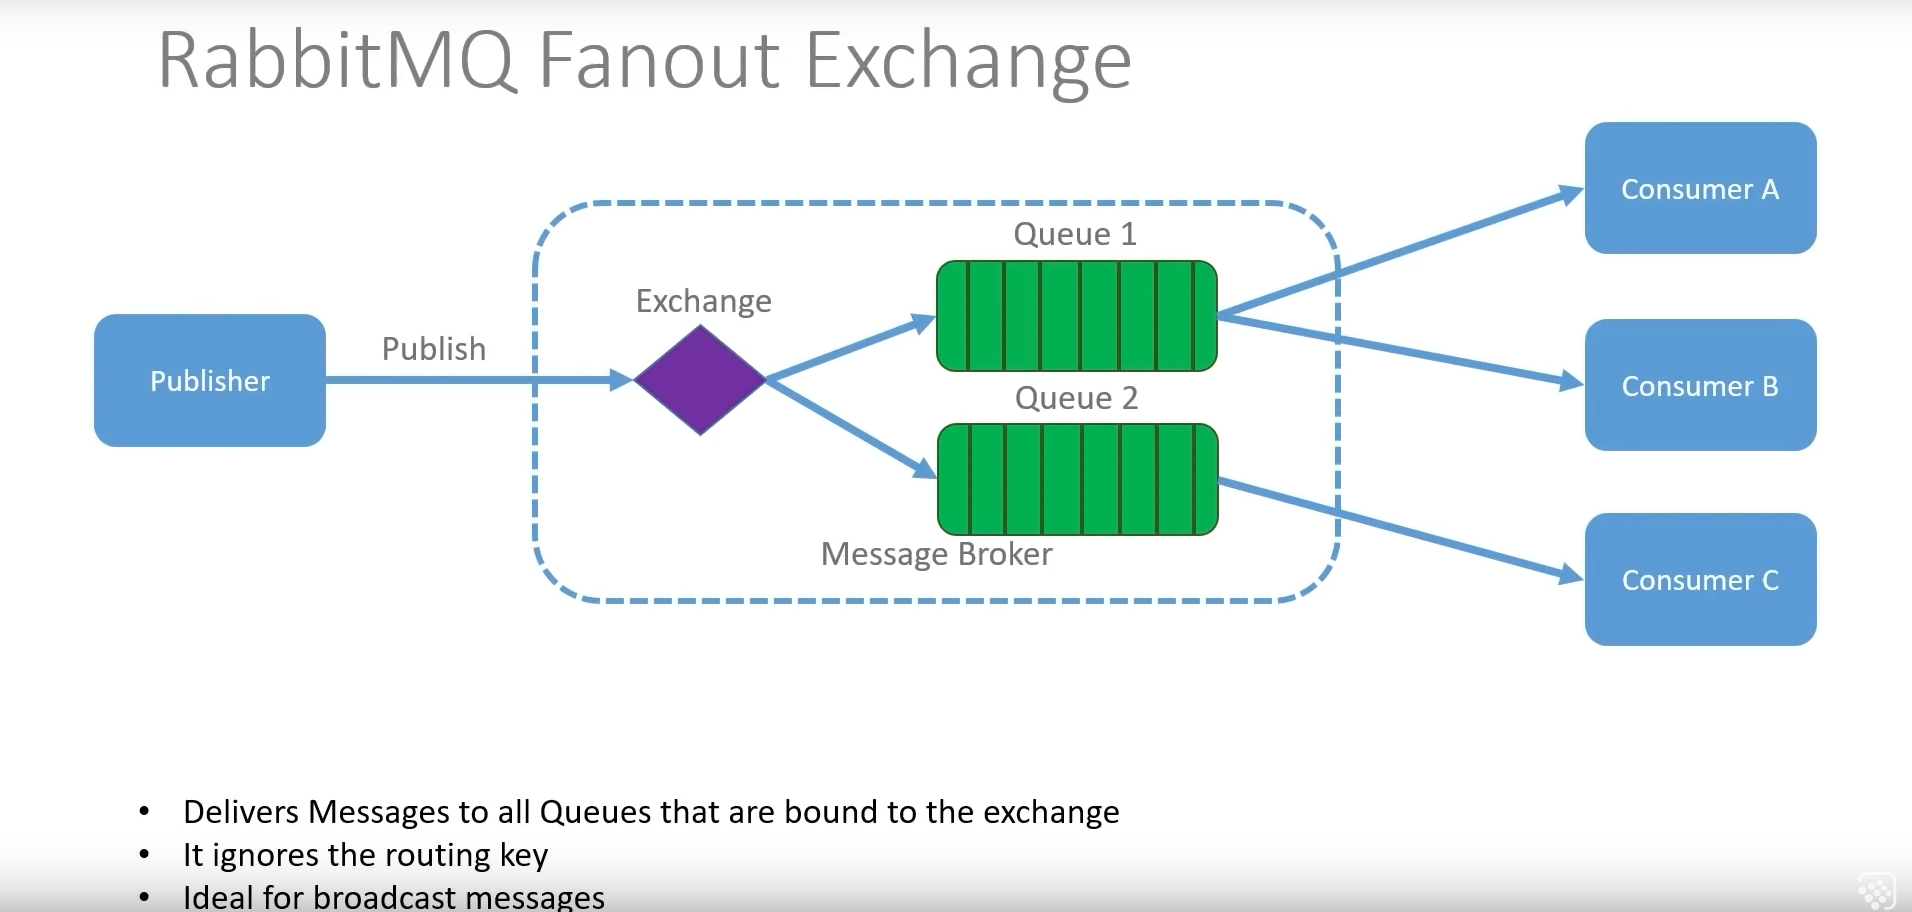 RabbitMQ Fanout Exchange
Consumer A
Queue 1
Exchange
Publish
Publisher
Consumer B
Queue 2
Message Broker
Consumer C
• Delivers Messages to all Queues that are bound to the exchange
• It ignores the routing key
• Ideal for broadcast messages